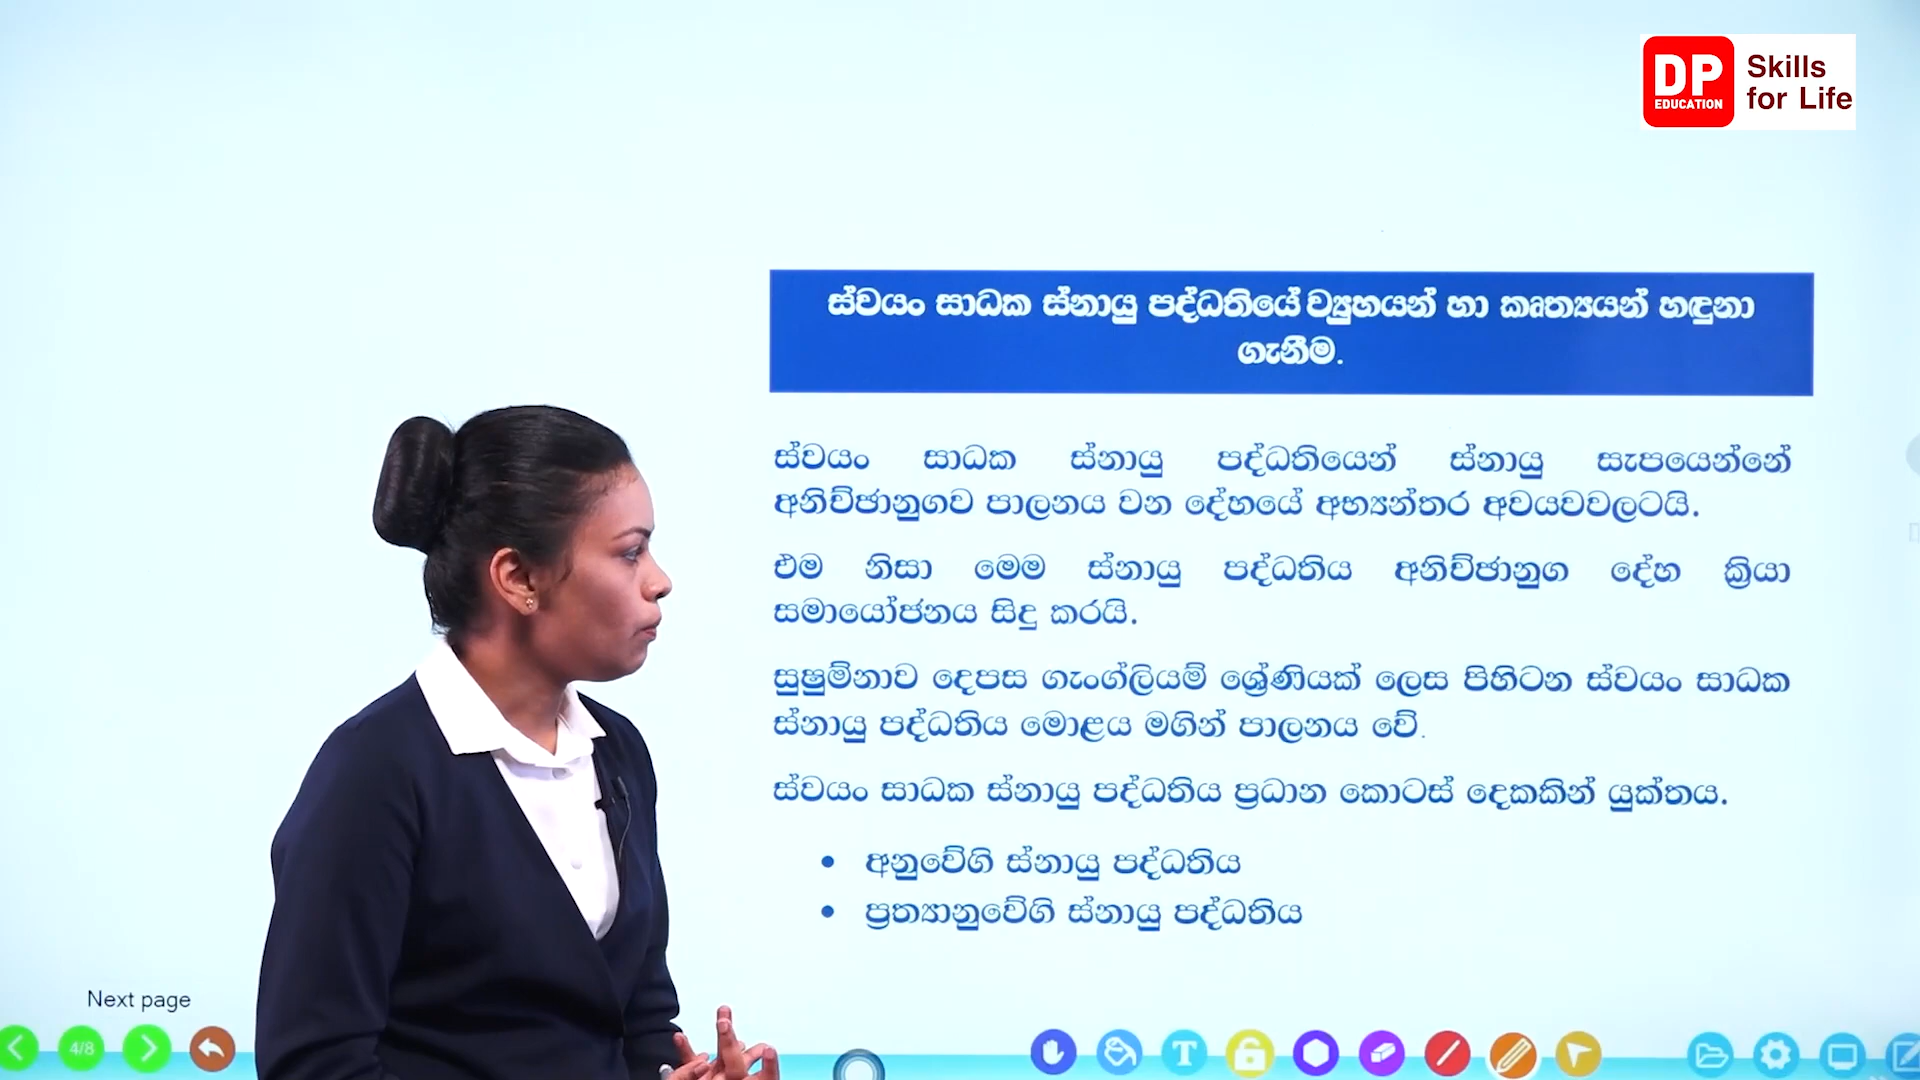 DP
EDUCATION
Skills
for Life
ස්වයං සාධක ස්නායු පද්ධතියේ ව්‍යුහයන් හා කෘත්‍යයන් හඳුනා
ගැනීම.
ස්වයං සාධක ස්නායු පද්ධතියෙන් ස්නායු සැපයෙන්නේ
අනිච්ඡානුගව පාලනය වන දේහයේ අභ්‍යන්තර අවයවවලටයි.
එම නිසා මෙම ස්නායු පද්ධතිය අනිච්ඡානුග දේහ ක්‍රියා
සමායෝජනය සිදු කරයි.
සුෂුම්නාව දෙපස ගැංග්ලියම් ශ්‍රේණියක් ලෙස පිහිටන ස්වයං සාධක
ස්නායු පද්ධතිය මොළය මගින් පාලනය වේ.
ස්වයං සාධක ස්නායු පද්ධතිය ප්‍රධාන කොටස් දෙකකින් යුක්තය.
• අනුවේගි ස්නායු පද්ධතිය
• ප්‍රත්‍යානුවේගි ස්නායු පද්ධතිය
Next page
4/8
T